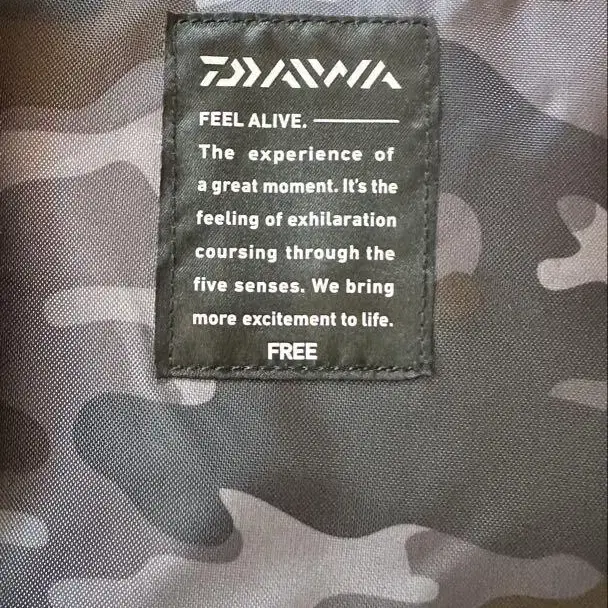 DAIWA
FEEL ALIVE.
The experience of
a great moment. It's the
feeling of exhilaration
coursing through the
five senses. We bring
more excitement to life.
FREE